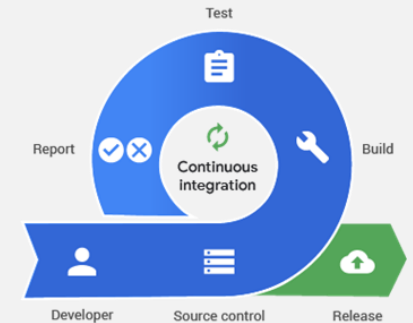 Test
Report
Build
Continuous
integration
Developer
Source control
Release